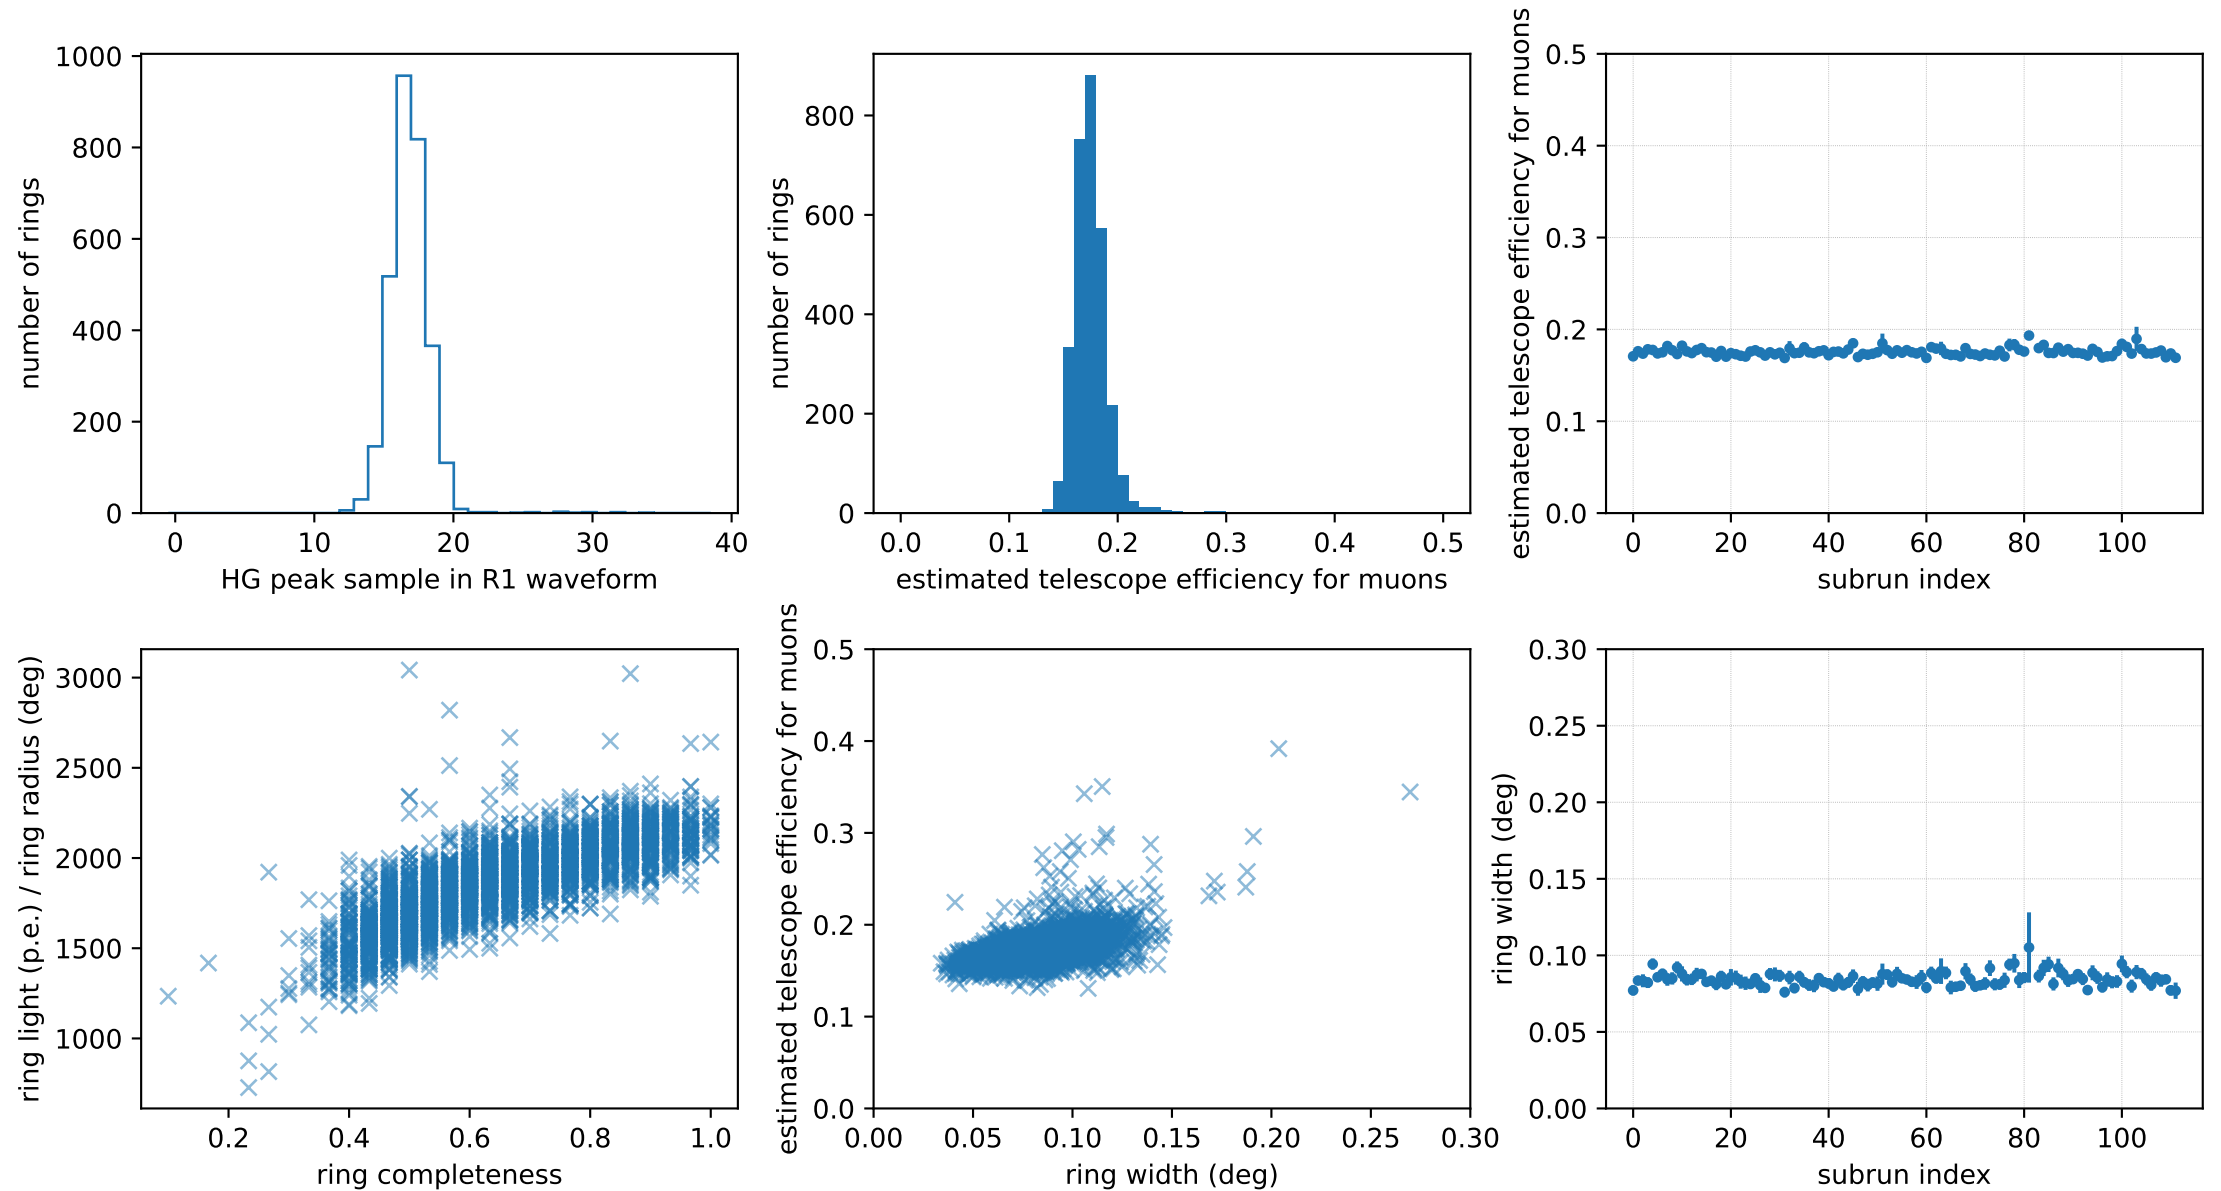 1000
800
600
400
200
0
number of rings
0 10 20 30 40
HG peak sample in R1 waveform
800
600
400
200
0
number of rings
0.0 0.1 0.2 0.3 0.4 0.5
estimated telescope efficiency for muons
0.5
0.4
0.3
0.2
0.1
0.0
estimated telescope efficiency for muons
0 20 40 60 80 100
subrun index
3000
2500
2000
1500
1000
ring light (p.e.) / ring radius (deg)
0.2 0.4 0.6 0.8 1.0
ring completeness
0.5
0.4
0.3
0.2
0.1
0.0
estimated telescope efficiency for muons
0.00 0.05 0.10 0.15 0.20 0.25 0.30
ring width (deg)
0.30
0.25
0.20
0.15
0.10
0.05
0.00
ring width (deg)
0 20 40 60 80 100
subrun index